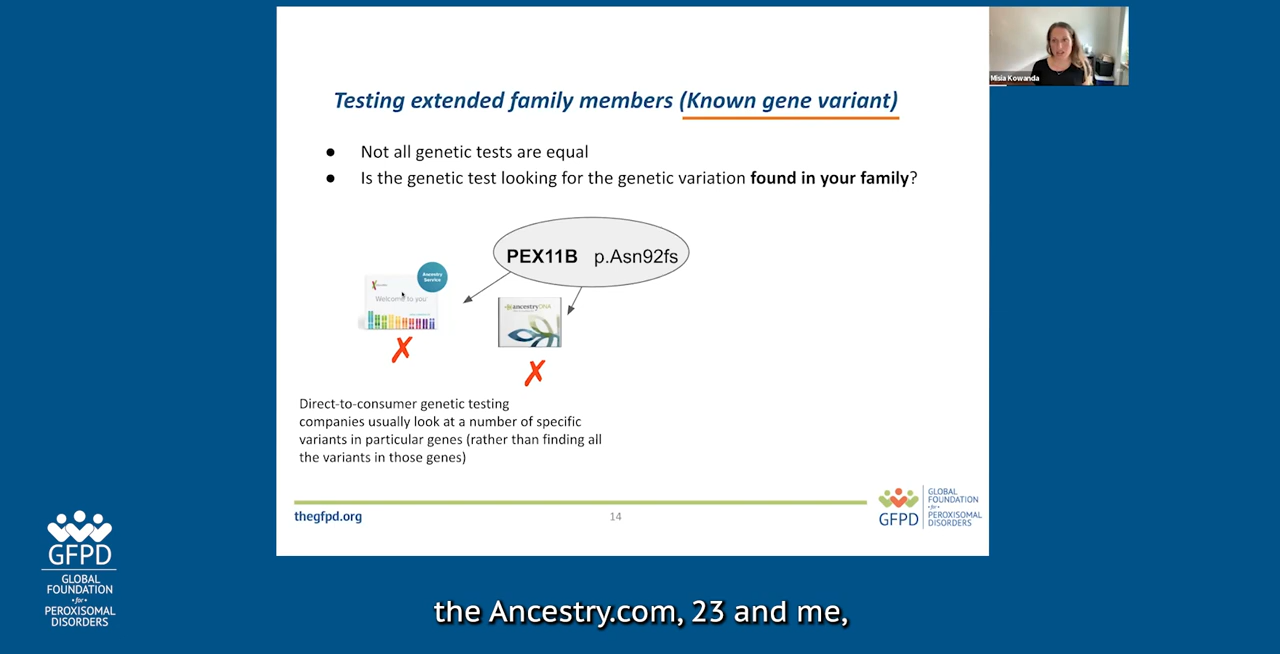 Misia Kowanda
Testing extended family members (Known gene variant)
● Not all genetic tests are equal
● Is the genetic test looking for the genetic variation found in your family?
PEX11B p.Asn92fs
Ancestry
Service
Welcome to you
ancestryDNA
Direct-to-consumer genetic testing
companies usually look at a number of specific
variants in particular genes (rather than finding all
the variants in those genes)
thegfpd.org
14
GFPD
GLOBAL
FOUNDATION
for
PEROXISOMAL
DISORDERS
GFPD
GLOBAL
FOUNDATION
for
PEROXISOMAL
DISORDERS
the Ancestry.com, 23 and me,